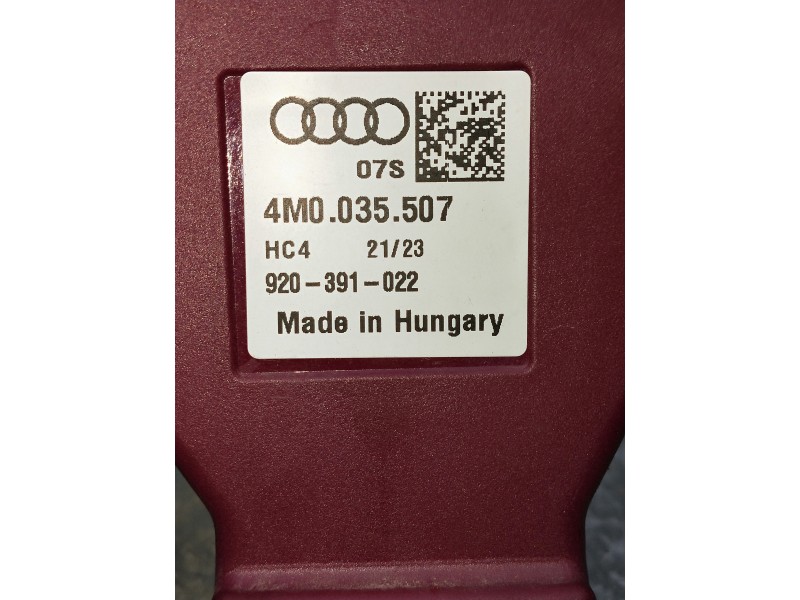 07S
4M0.035.507
HC4 21/23
920-391-022
Made in Hungary